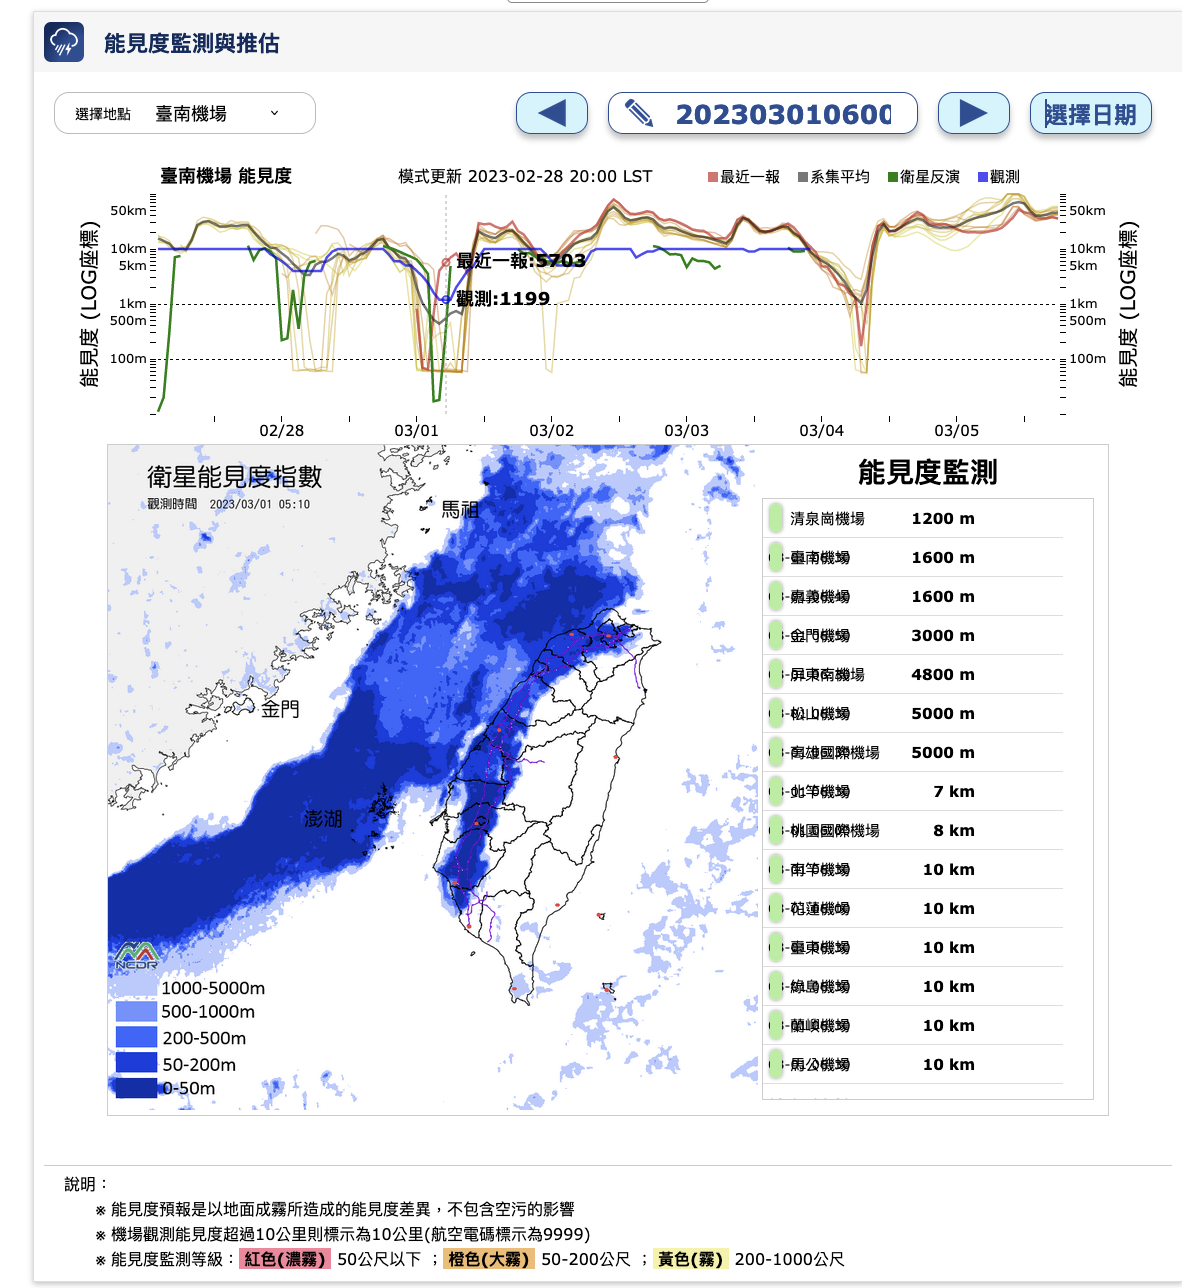 能見度監測與推估
選擇地點 臺南機場
202303010600
選擇日期
臺南機場 能見度 模式更新 2023-02-28 20:00 LST 最近一報 系集平均 衛星反演 觀測
能見度 (LOG座標)
50km
10km
5km
1km
500m
100m
最近一報:5703
觀測:1199
50km
10km
5km
1km
500m
100m
能見度 (LOG座標)
02/28 03/01 03/02 03/03 03/04 03/05
衛星能見度指數
觀測時間 2023/03/01 05:10
馬祖
金門
澎湖
NCDR
1000-5000m
500-1000m
200-500m
50-200m
0-50m
能見度監測
清泉崗機場 1200 m
臺南機場 1600 m
嘉義機場 1600 m
金門機場 3000 m
屏東南機場 4800 m
松山機場 5000 m
高雄國際機場 5000 m
北竿機場 7 km
桃園國際機場 8 km
南竿機場 10 km
花蓮機場 10 km
臺東機場 10 km
綠島機場 10 km
蘭嶼機場 10 km
馬公機場 10 km
說明：
※ 能見度預報是以地面成霧所造成的能見度差異，不包含空污的影響
※ 機場觀測能見度超過10公里則標示為10公里(航空電碼標示為9999)
※ 能見度監測等級：紅色(濃霧) 50公尺以下 ；橙色(大霧) 50-200公尺 ；黃色(霧) 200-1000公尺